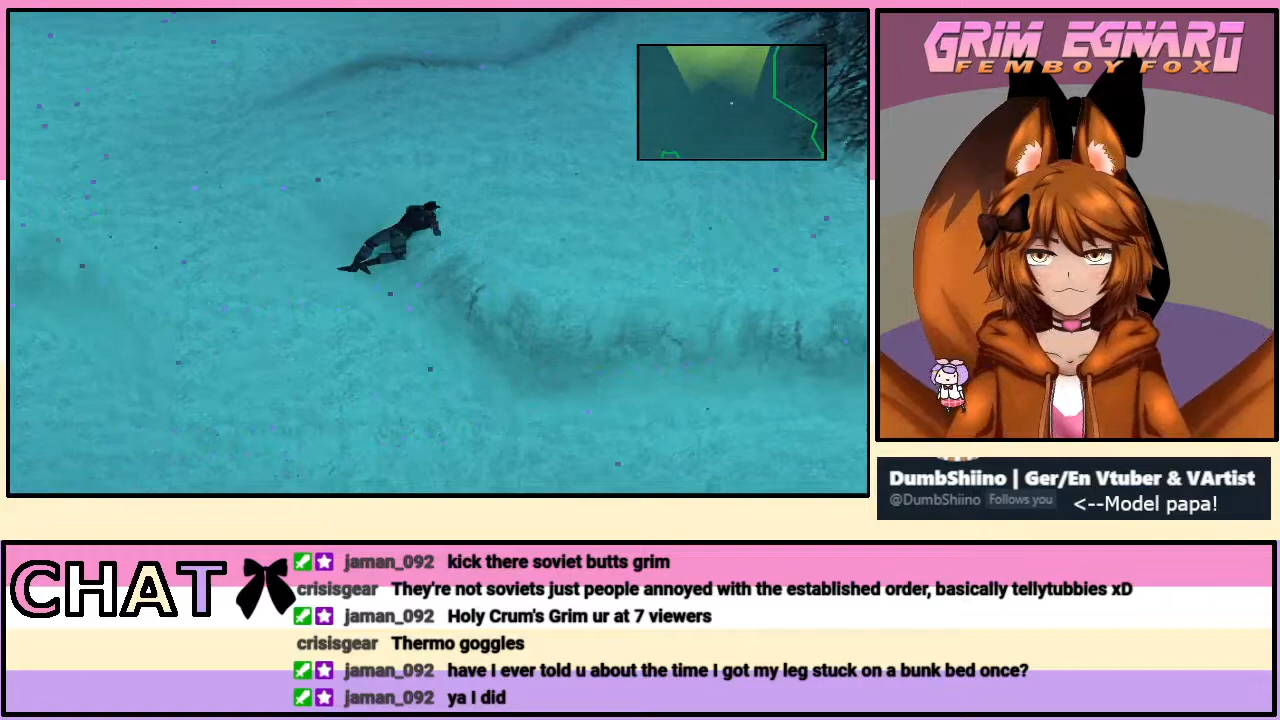 GRIM EGNART
FEMBOY FOX
DumbShiino | Ger/En Vtuber & VArtist
@DumbShiino Follows you <--Model papa!
CHAT
jaman_092 kick there soviet butts grim
crisisgear They're not soviets just people annoyed with the established order, basically tellytubbies xD
jaman_092 Holy Crum's Grim ur at 7 viewers
crisisgear Thermo goggles
jaman_092 have I ever told u about the time I got my leg stuck on a bunk bed once?
jaman_092 ya I did